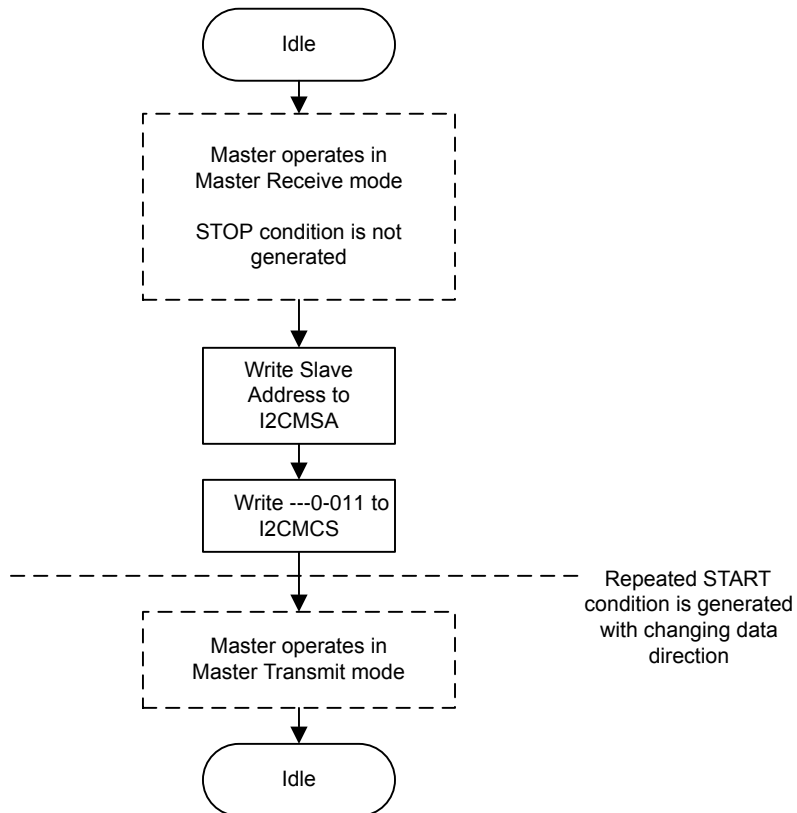 Idle
Master operates in
Master Receive mode
STOP condition is not
generated
Write Slave
Address to
I2CMSA
Write ---0-011 to
I2CMCS
Repeated START
condition is generated
with changing data
direction
Master operates in
Master Transmit mode
Idle